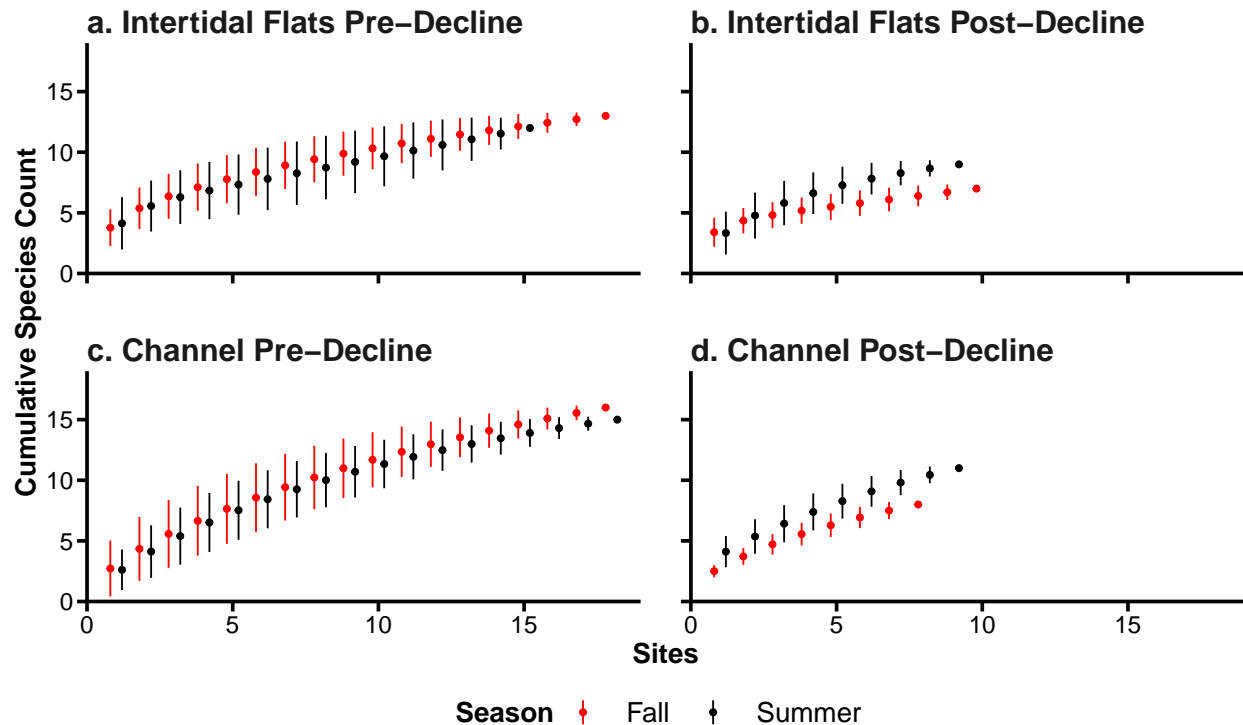 a. Intertidal Flats Pre−Decline
b. Intertidal Flats Post−Decline
15
10
5
0
c. Channel Pre−Decline
d. Channel Post−Decline
15
10
5
0
Cumulative Species Count
0 5 10 15
0 5 10 15
Sites
Season Fall Summer